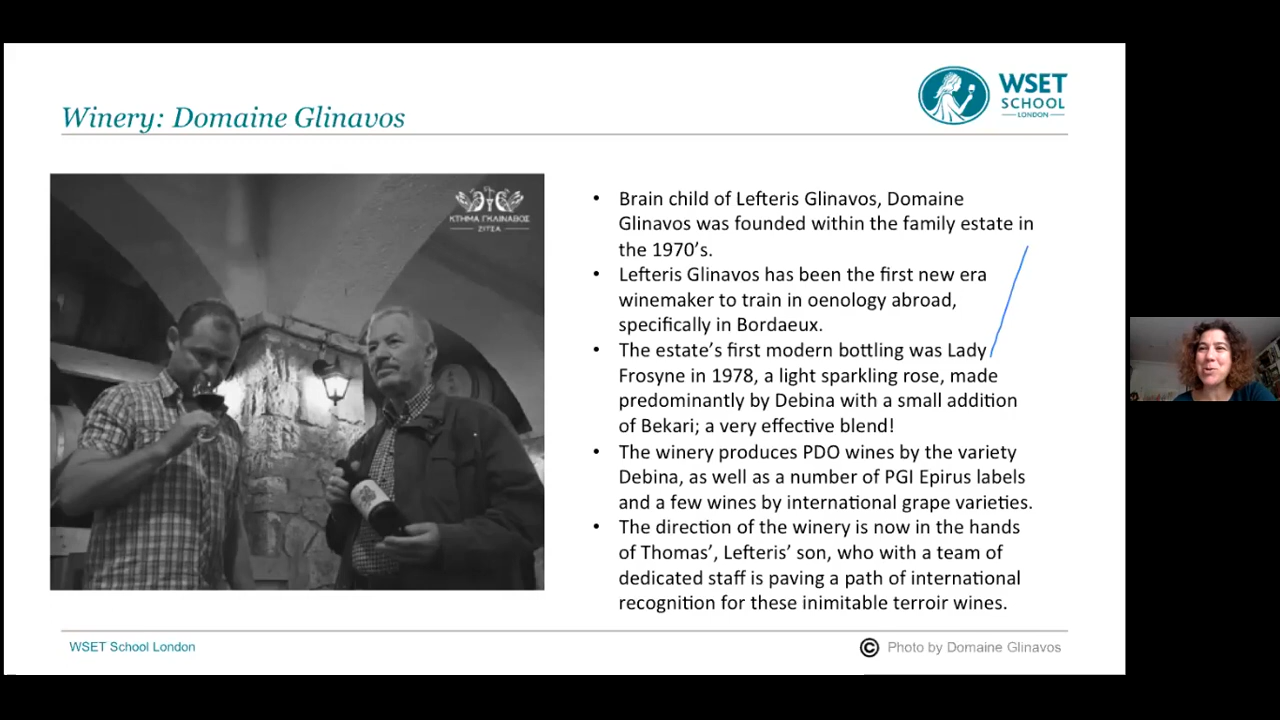 Winery: Domaine Glinavos
WSET
SCHOOL
LONDON
ΚΤΗΜΑ ΓΚΛΙΝΑΒΟΣ
ΖΙΤΣΑ
• Brain child of Lefteris Glinavos, Domaine
Glinavos was founded within the family estate in
the 1970’s.
• Lefteris Glinavos has been the first new era
winemaker to train in oenology abroad,
specifically in Bordaeux.
• The estate’s first modern bottling was Lady
Frosyne in 1978, a light sparkling rose, made
predominantly by Debina with a small addition
of Bekari; a very effective blend!
• The winery produces PDO wines by the variety
Debina, as well as a number of PGI Epirus labels
and a few wines by international grape varieties.
• The direction of the winery is now in the hands
of Thomas’, Lefteris’ son, who with a team of
dedicated staff is paving a path of international
recognition for these inimitable terroir wines.
WSET School London
© Photo by Domaine Glinavos